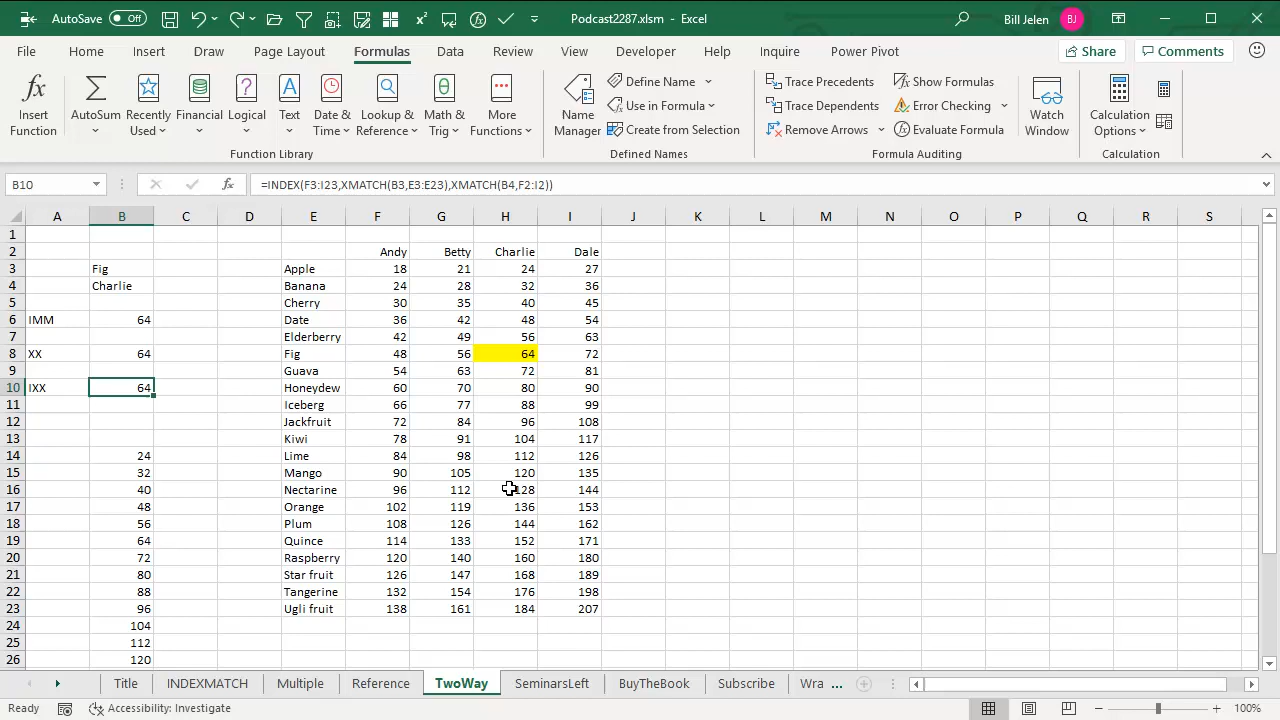 AutoSave Off Podcast2287.xlsm - Excel Bill Jelen BJ
File Home Insert Draw Page Layout Formulas Data Review View Developer Help Inquire Power Pivot Share Comments
Insert Function AutoSum Recently Used Financial Logical Text Date & Time Lookup & Reference Math & Trig More Functions Name Manager Define Name Use in Formula Create from Selection Trace Precedents Trace Dependents Remove Arrows Show Formulas Error Checking Evaluate Formula Watch Window Calculation Options
Function Library Defined Names Formula Auditing Calculation
B10 fx =INDEX(F3:I23,XMATCH(B3,E3:E23),XMATCH(B4,F2:I2))
A B C D E F G H I J K L M N O P Q R S
1
2 Andy Betty Charlie Dale
3 Fig Apple 18 21 24 27
4 Charlie Banana 24 28 32 36
5 Cherry 30 35 40 45
6 IMM 64 Date 36 42 48 54
7 Elderberry 42 49 56 63
8 XX 64 Fig 48 56 64 72
9 Guava 54 63 72 81
10 IXX 64 Honeydew 60 70 80 90
11 Iceberg 66 77 88 99
12 Jackfruit 72 84 96 108
13 Kiwi 78 91 104 117
14 24 Lime 84 98 112 126
15 32 Mango 90 105 120 135
16 40 Nectarine 96 112 128 144
17 48 Orange 102 119 136 153
18 56 Plum 108 126 144 162
19 64 Quince 114 133 152 171
20 72 Raspberry 120 140 160 180
21 80 Star fruit 126 147 168 189
22 88 Tangerine 132 154 176 198
23 96 Ugli fruit 138 161 184 207
24 104
25 112
26 120
Title INDEXMATCH Multiple Reference TwoWay SeminarsLeft BuyTheBook Subscribe Wra ...
Ready Accessibility: Investigate 100%